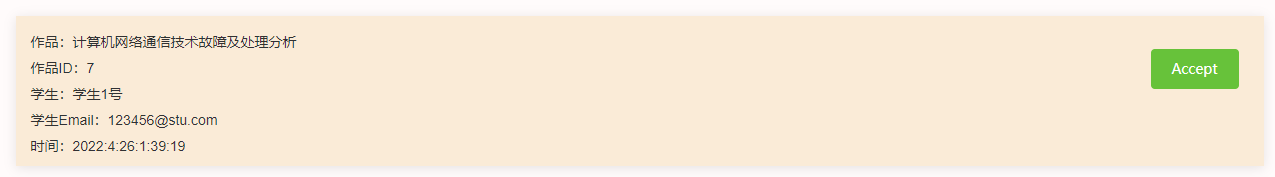 作品：计算机网络通信技术故障及处理分析
作品ID：7
学生：学生1号
学生Email：123456@stu.com
时间：2022:4:26:1:39:19
Accept